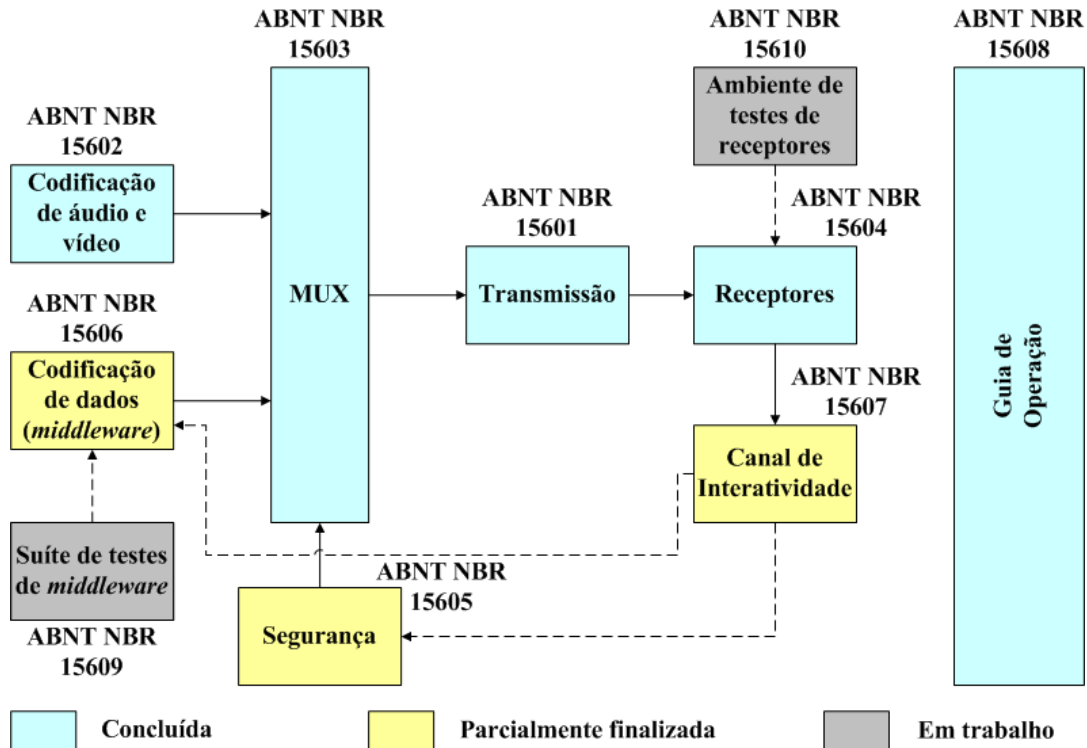 ABNT NBR
15603
ABNT NBR
15610
ABNT NBR
15608
ABNT NBR
15602
Codificação
de áudio e
vídeo
MUX
ABNT NBR
15601
Transmissão
Ambiente de
testes de
receptores
ABNT NBR
15604
Receptores
ABNT NBR
15606
Codificação
de dados
(middleware)
ABNT NBR
15607
Canal de
Interatividade
Guia de
Operação
Suíte de testes
de middleware
ABNT NBR
15609
ABNT NBR
15605
Segurança
Concluída
Parcialmente finalizada
Em trabalho